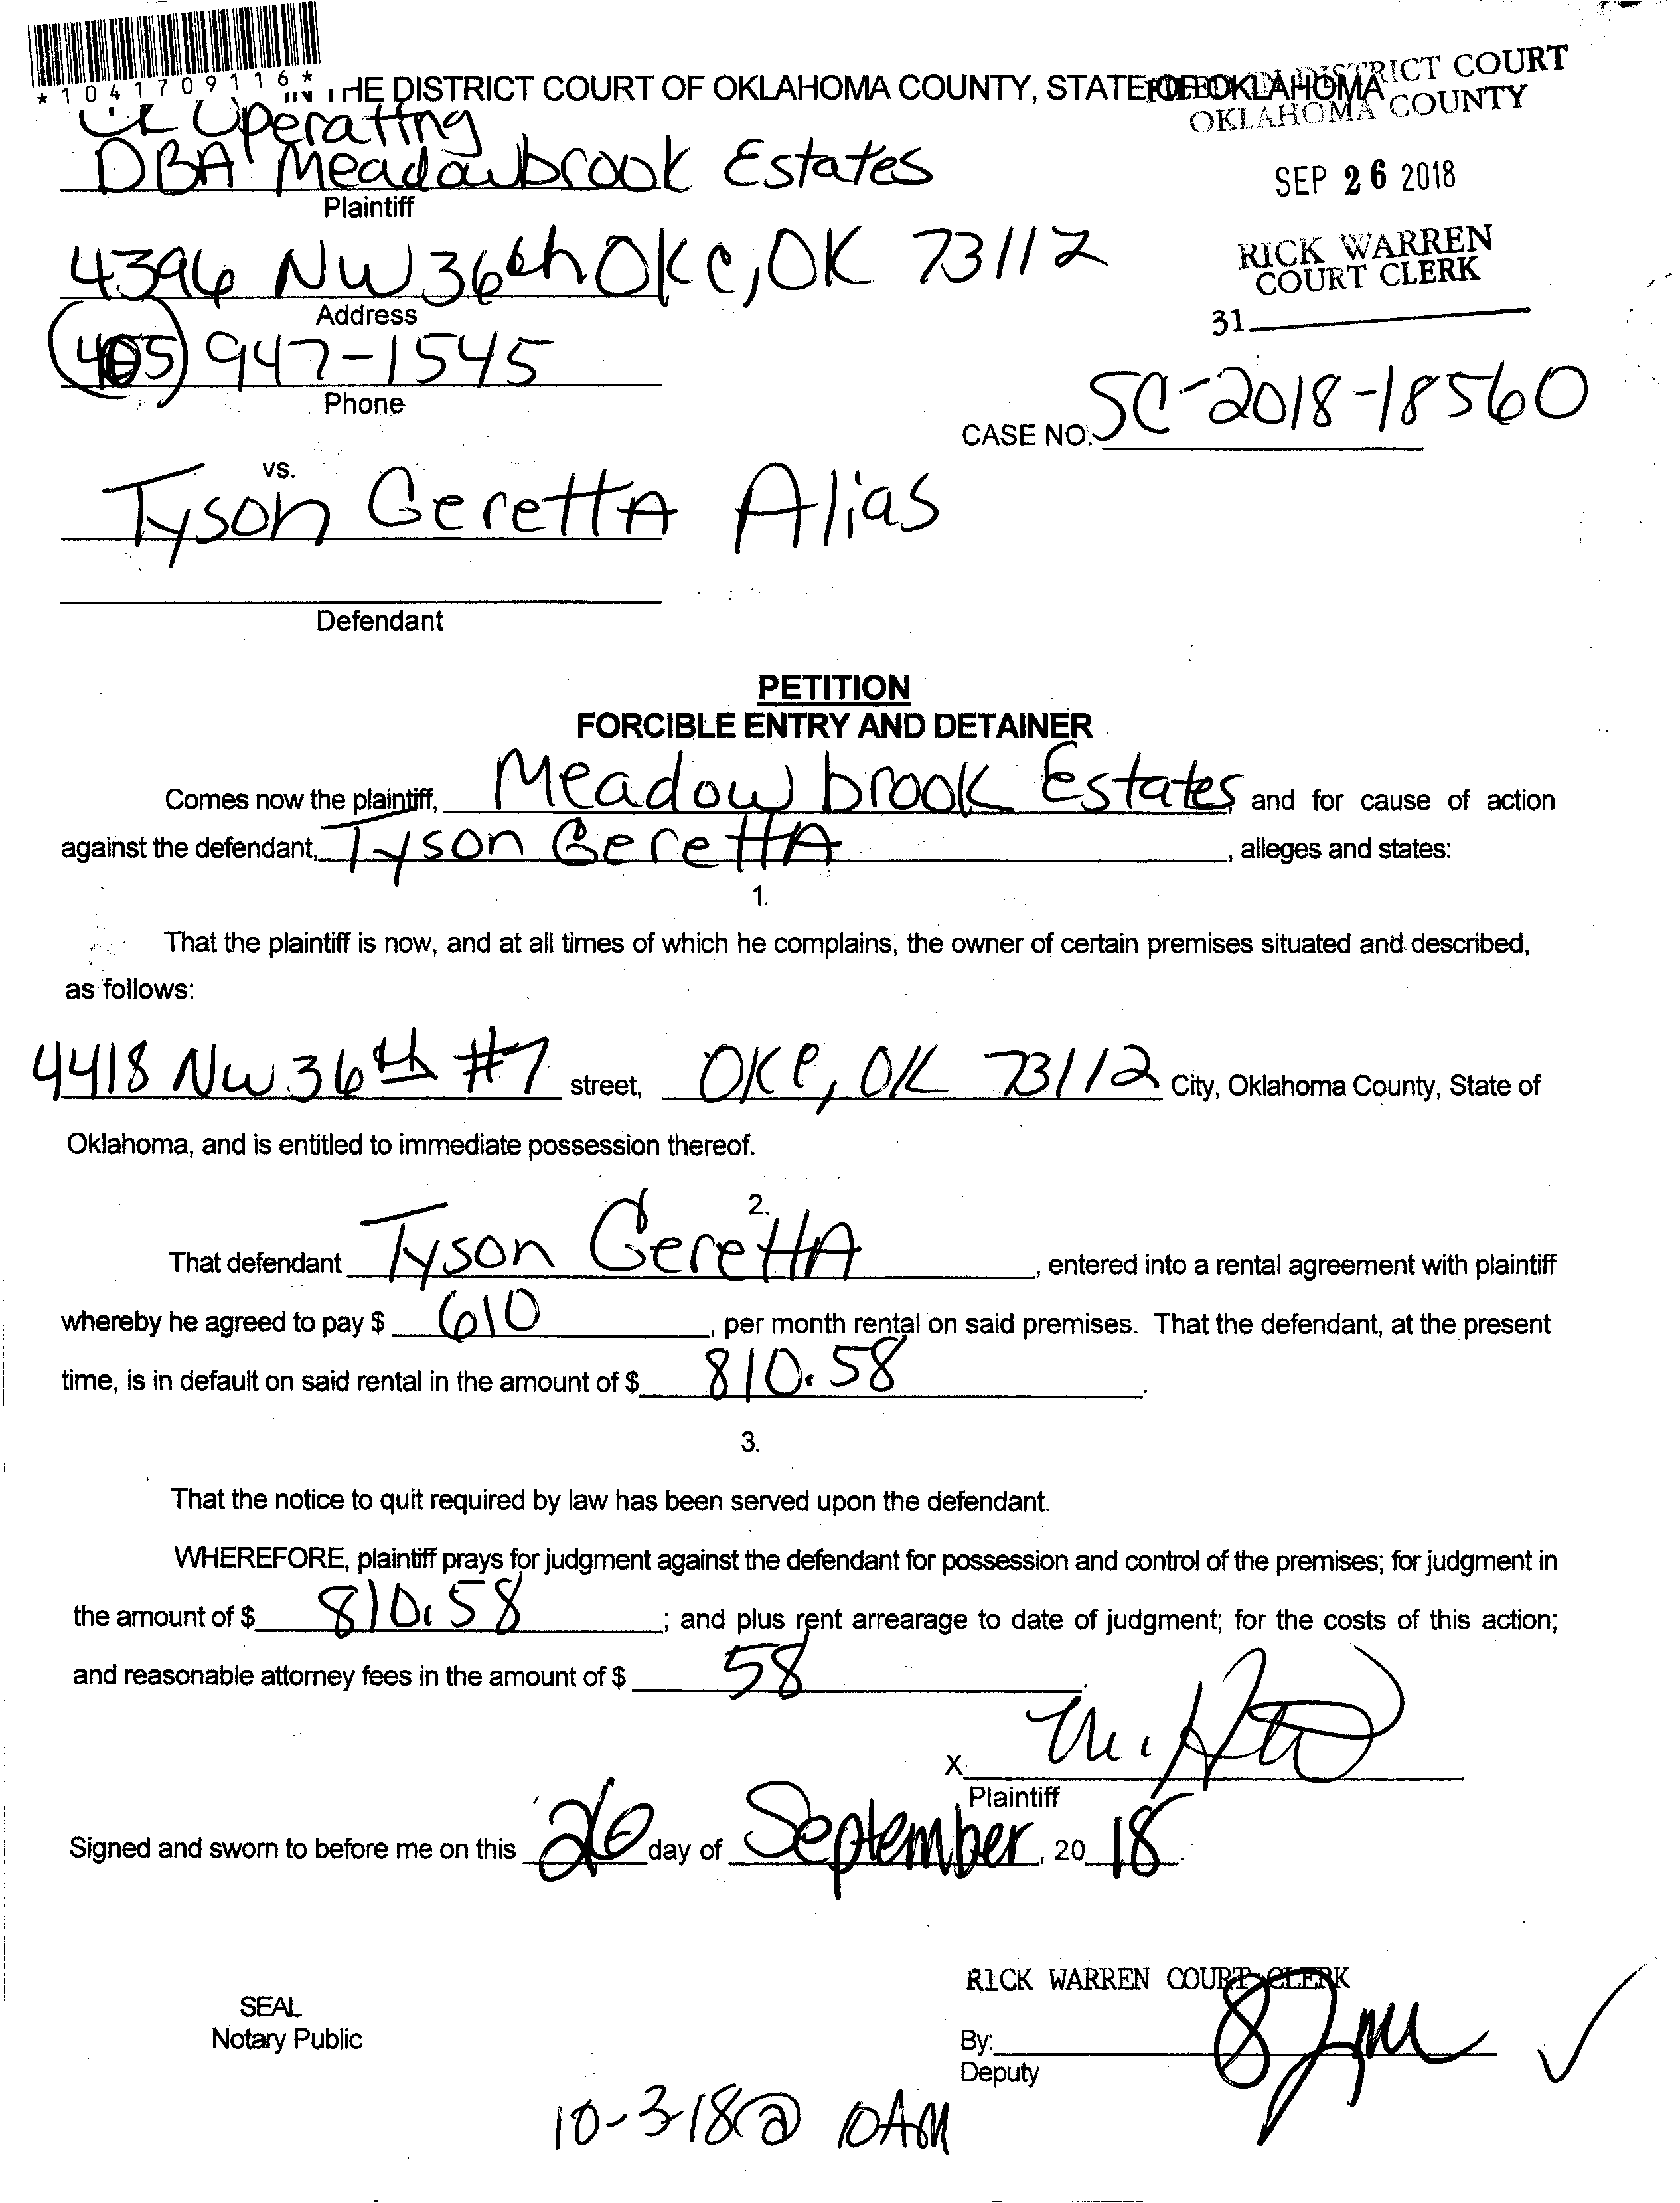 *1041709116*
THE DISTRICT COURT OF OKLAHOMA COUNTY, STATE OF OKLAHOMA
DISTRICT COURT
OKLAHOMA COUNTY
Operating
DBA Meadowbrook Estates
Plaintiff
SEP 26 2018
4396 NW 36th OKC, OK 73112
Address
RICK WARREN
COURT CLERK
31
(405) 947-1545
Phone
CASE NO. SC-2018-18560
vs.
Tyson GerettA Alias
Defendant
PETITION
FORCIBLE ENTRY AND DETAINER
Comes now the plaintiff, Meadowbrook Estates and for cause of action
against the defendant, Tyson GerettA, alleges and states:
1.
That the plaintiff is now, and at all times of which he complains, the owner of certain premises situated and described,
as follows:
4418 NW 36th #7 street, OKC, OK 73112 City, Oklahoma County, State of
Oklahoma, and is entitled to immediate possession thereof.
2.
That defendant Tyson GerettA, entered into a rental agreement with plaintiff
whereby he agreed to pay $ 610, per month rental on said premises. That the defendant, at the present
time, is in default on said rental in the amount of $ 810.58.
3.
That the notice to quit required by law has been served upon the defendant.
WHEREFORE, plaintiff prays for judgment against the defendant for possession and control of the premises; for judgment in
the amount of $ 810.58; and plus rent arrearage to date of judgment; for the costs of this action;
and reasonable attorney fees in the amount of $ 58.
X
Plaintiff
Signed and sworn to before me on this 26 day of September, 20 18.
RICK WARREN COURT CLERK
SEAL
Notary Public
By:
Deputy
10-3-18 @ 10AM